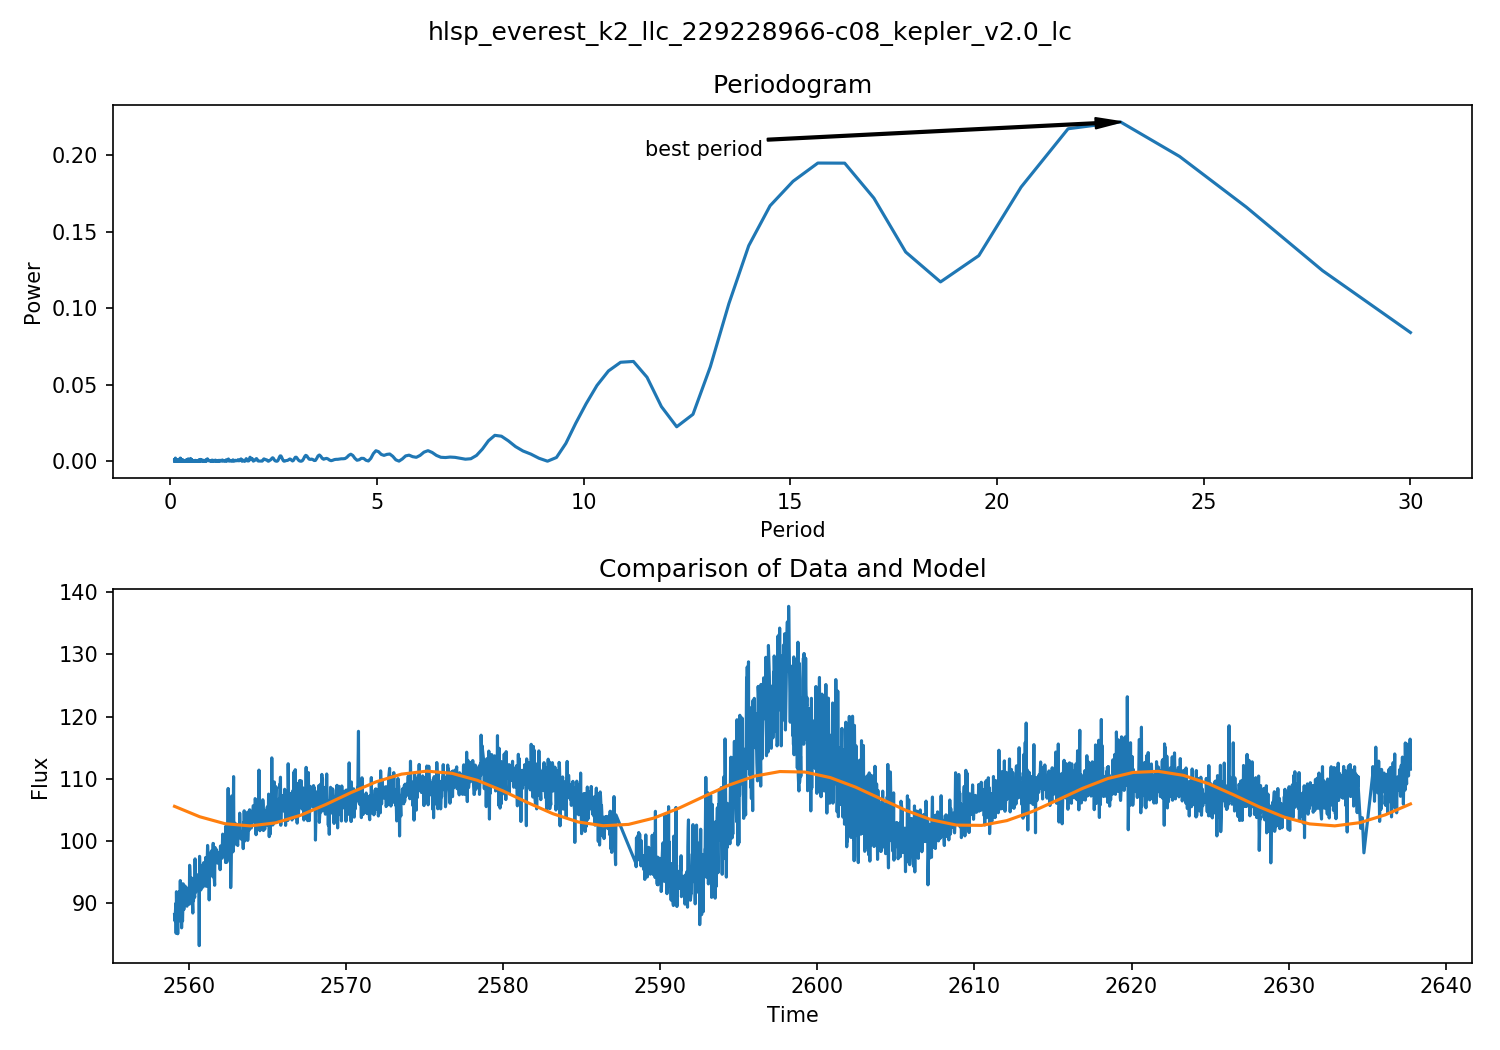 hlsp_everest_k2_llc_229228966-c08_kepler_v2.0_lc
Periodogram
best period
0.20
0.15
0.10
0.05
0.00
Power
0 5 10 15 20 25 30
Period
Comparison of Data and Model
140
130
120
110
100
90
Flux
2560 2570 2580 2590 2600 2610 2620 2630 2640
Time